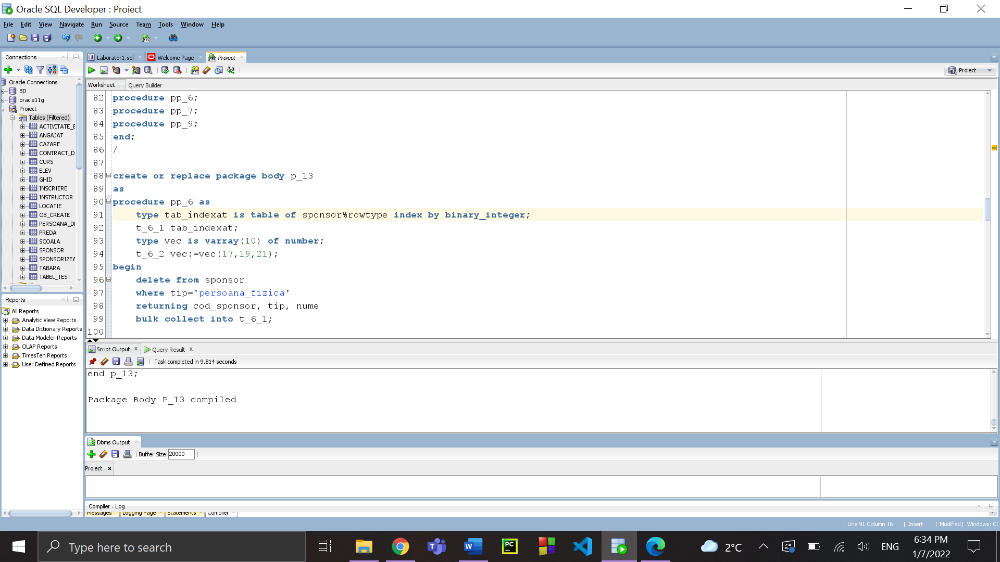 Oracle SQL Developer : Proiect
File Edit View Navigate Run Source Team Tools Window Help
Connections
Oracle Connections
BD
oracle11g
Proiect
Tables (Filtered)
ACTIVITATE_E
ANGAJAT
CAZARE
CONTRACT_D
CURS
ELEV
GHID
INSCRIERE
INSTRUCTOR
LOCATIE
OB_CREATE
PERSOANA_DI
PREDA
SCOALA
SPONSOR
SPONSORIZEA
TABARA
TABEL_TEST
Reports
All Reports
Analytic View Reports
Data Dictionary Reports
Data Modeler Reports
OLAP Reports
TimesTen Reports
User Defined Reports
Laborator1.sql Welcome Page Proiect
Proiect
Worksheet Query Builder
82 procedure pp_6;
83 procedure pp_7;
84 procedure pp_9;
85 end;
86 /
87
88 create or replace package body p_13
89 as
90 procedure pp_6 as
91 type tab_indexat is table of sponsor%rowtype index by binary_integer;
92 t_6_1 tab_indexat;
93 type vec is varray(10) of number;
94 t_6_2 vec:=vec(17,19,21);
95 begin
96 delete from sponsor
97 where tip='persoana_fizica'
98 returning cod_sponsor, tip, nume
99 bulk collect into t_6_1;
100
Script Output Query Result
Task completed in 9.814 seconds
end p_13;
Package Body P_13 compiled
Dbms Output
Buffer Size: 20000
Proiect
Compiler - Log
Messages Logging Page Statements Compiler
Line 91 Column 16 Insert Modified Windows: Cl
Type here to search
2°C
ENG
6:34 PM
1/7/2022